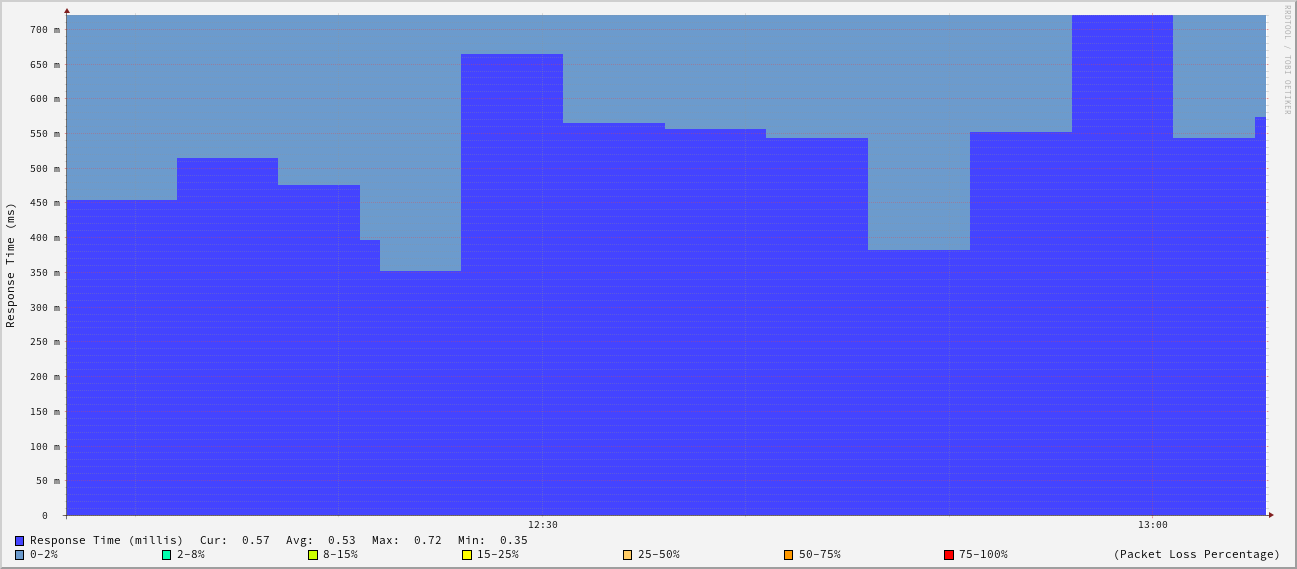 RRDTOOL / TOBI OETIKER
Response Time (ms)
700 m
650 m
600 m
550 m
500 m
450 m
400 m
350 m
300 m
250 m
200 m
150 m
100 m
50 m
0
12:30 13:00
Response Time (millis) Cur: 0.57 Avg: 0.53 Max: 0.72 Min: 0.35
0-2% 2-8% 8-15% 15-25% 25-50% 50-75% 75-100% (Packet Loss Percentage)